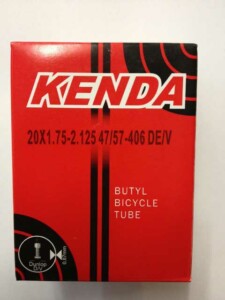 KENDA
20X1.75-2.125 47/57-406 DE/V
BUTYL
BICYCLE
TUBE
Dunlop